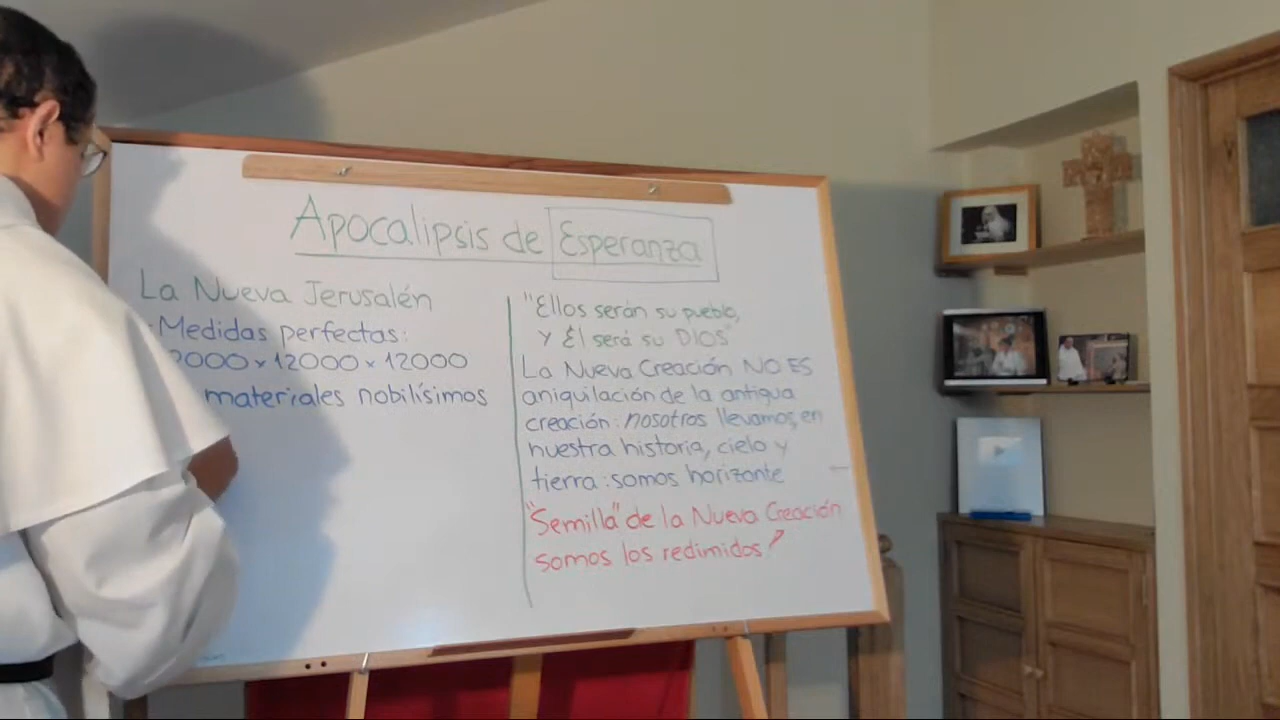 Apocalipsis de Esperanza
La Nueva Jerusalén
Medidas perfectas:
2000 x 12000 x 12000
materiales nobilísimos
"Ellos serán su pueblo,
y Él será su DIOS"
La Nueva Creación NO ES
aniquilación de la antigua
creación: nosotros llevamos, en
nuestra historia, cielo y
tierra: somos horizonte
"Semilla" de la Nueva Creación
somos los redimidos